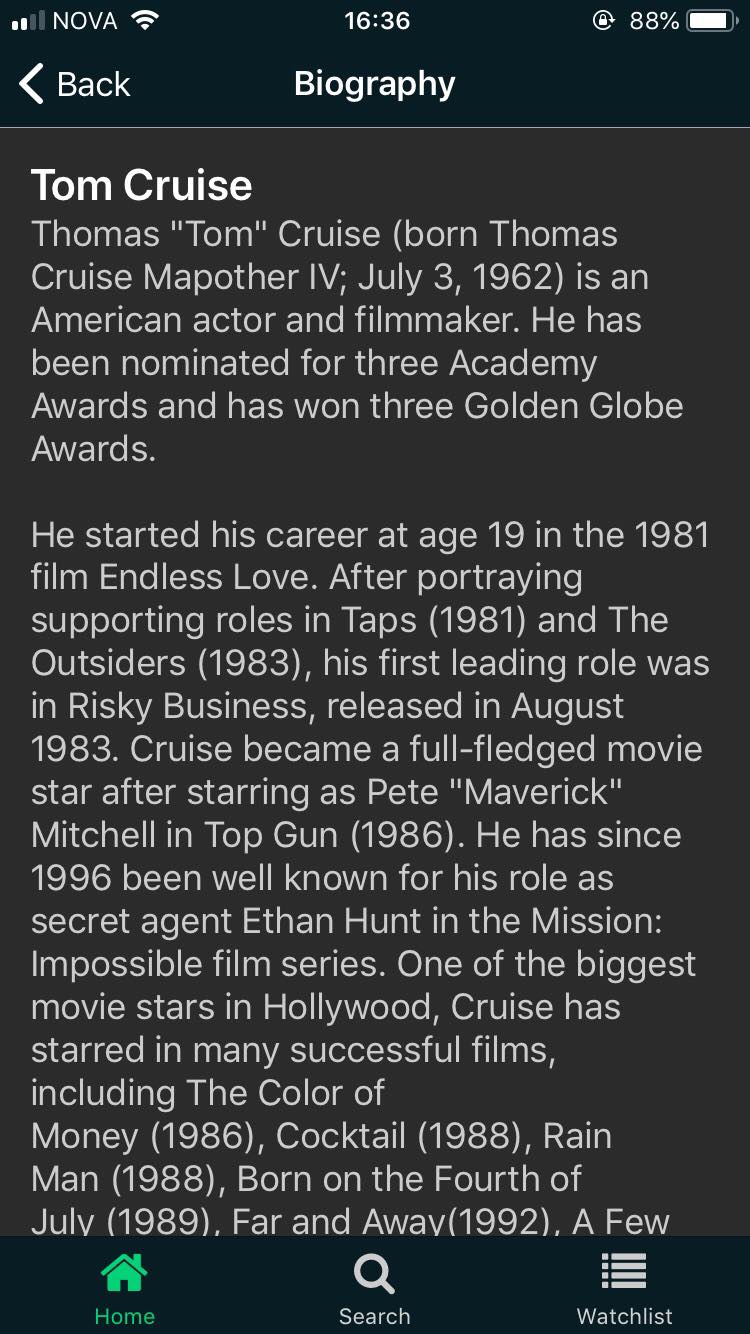 NOVA 16:36 88%
Back Biography
Tom Cruise
Thomas "Tom" Cruise (born Thomas
Cruise Mapother IV; July 3, 1962) is an
American actor and filmmaker. He has
been nominated for three Academy
Awards and has won three Golden Globe
Awards.
He started his career at age 19 in the 1981
film Endless Love. After portraying
supporting roles in Taps (1981) and The
Outsiders (1983), his first leading role was
in Risky Business, released in August
1983. Cruise became a full-fledged movie
star after starring as Pete "Maverick"
Mitchell in Top Gun (1986). He has since
1996 been well known for his role as
secret agent Ethan Hunt in the Mission:
Impossible film series. One of the biggest
movie stars in Hollywood, Cruise has
starred in many successful films,
including The Color of
Money (1986), Cocktail (1988), Rain
Man (1988), Born on the Fourth of
July (1989), Far and Away(1992), A Few
Home Search Watchlist